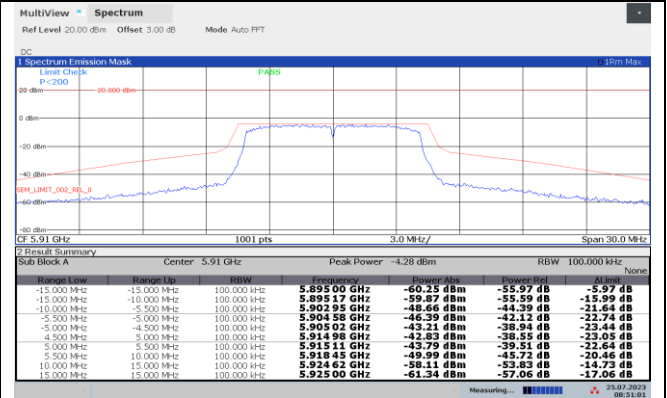 MultiView Spectrum
Ref Level 20.00 dBm Offset 3.00 dB Mode Auto FFT
DC
1 Spectrum Emission Mask 1Rm Max
Limit Check PASS
P<200
20 dBm 20.000 dBm
0 dBm
-20 dBm
-40 dBm
SEM_LIMIT_002_REL_0
-60 dBm
-80 dBm
CF 5.91 GHz 1001 pts 3.0 MHz/ Span 30.0 MHz
2 Result Summary
Sub Block A Center 5.91 GHz Peak Power -4.28 dBm RBW 100.000 kHz
None
Range Low Range Up RBW Frequency Power Abs Power Rel ΔLimit
-15.000 MHz -15.000 MHz 100.000 kHz 5.895 00 GHz -60.25 dBm -55.97 dB -5.97 dB
-15.000 MHz -10.000 MHz 100.000 kHz 5.895 17 GHz -59.87 dBm -55.59 dB -15.99 dB
-10.000 MHz -5.500 MHz 100.000 kHz 5.902 95 GHz -48.66 dBm -44.39 dB -21.64 dB
-5.500 MHz -5.000 MHz 100.000 kHz 5.904 58 GHz -46.39 dBm -42.12 dB -22.74 dB
-5.000 MHz -4.500 MHz 100.000 kHz 5.905 02 GHz -43.21 dBm -38.94 dB -23.44 dB
4.500 MHz 5.000 MHz 100.000 kHz 5.914 98 GHz -42.83 dBm -38.55 dB -23.05 dB
5.000 MHz 5.500 MHz 100.000 kHz 5.915 11 GHz -43.79 dBm -39.51 dB -22.64 dB
5.500 MHz 10.000 MHz 100.000 kHz 5.918 45 GHz -49.99 dBm -45.72 dB -20.46 dB
10.000 MHz 15.000 MHz 100.000 kHz 5.924 62 GHz -58.11 dBm -53.83 dB -14.73 dB
15.000 MHz 15.000 MHz 100.000 kHz 5.925 00 GHz -61.34 dBm -57.06 dB -17.06 dB
Measuring... 25.07.2023
08:51:01